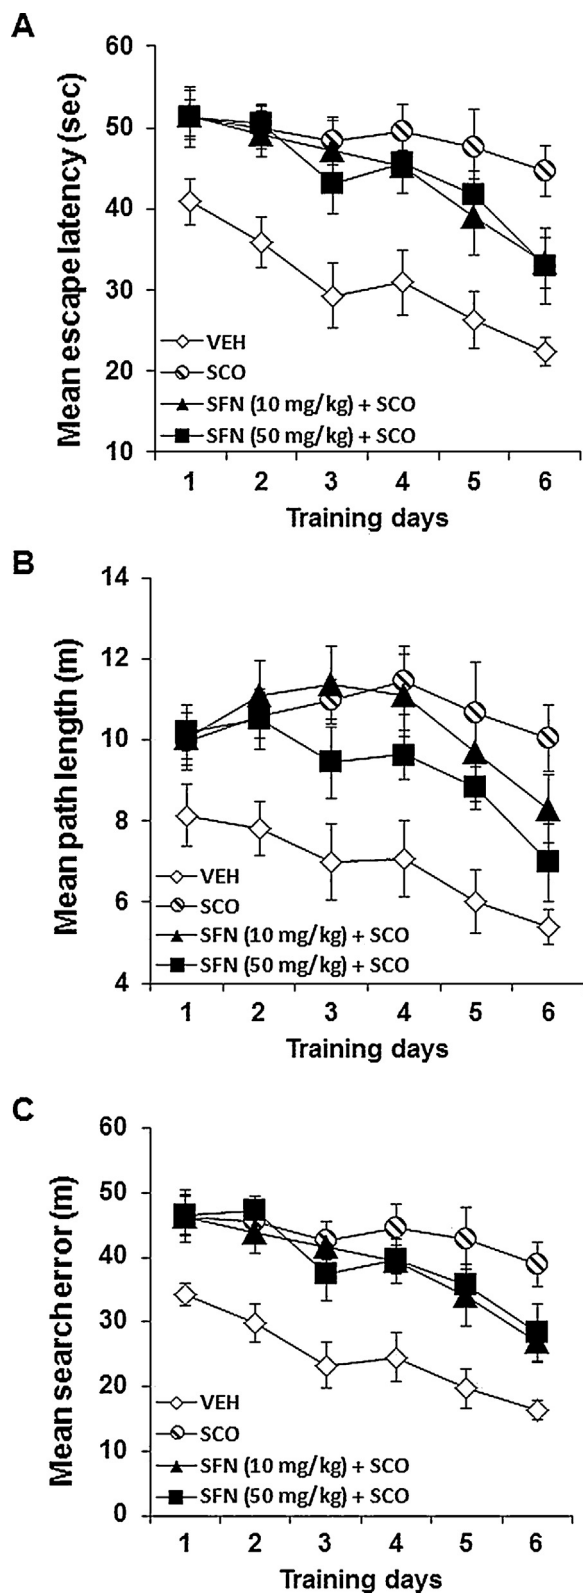 A
Mean escape latency (sec)
60
50
40
30
20
10
VEH
SCO
SFN (10 mg/kg) + SCO
SFN (50 mg/kg) + SCO
1 2 3 4 5 6
Training days
B
Mean path length (m)
14
12
10
8
6
4
VEH
SCO
SFN (10 mg/kg) + SCO
SFN (50 mg/kg) + SCO
1 2 3 4 5 6
Training days
C
Mean search error (m)
60
50
40
30
20
10
0
VEH
SCO
SFN (10 mg/kg) + SCO
SFN (50 mg/kg) + SCO
1 2 3 4 5 6
Training days